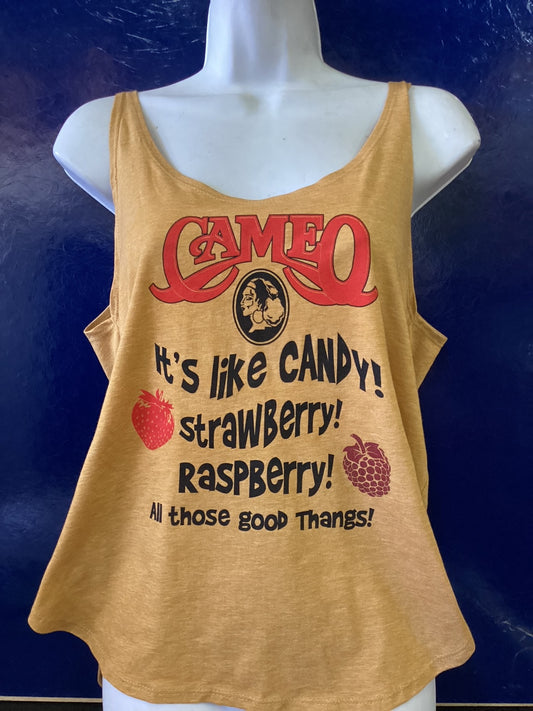 CAMEO
It's like CANDY!
strawBerry!
RaspBerry!
All those gooD Thangs!